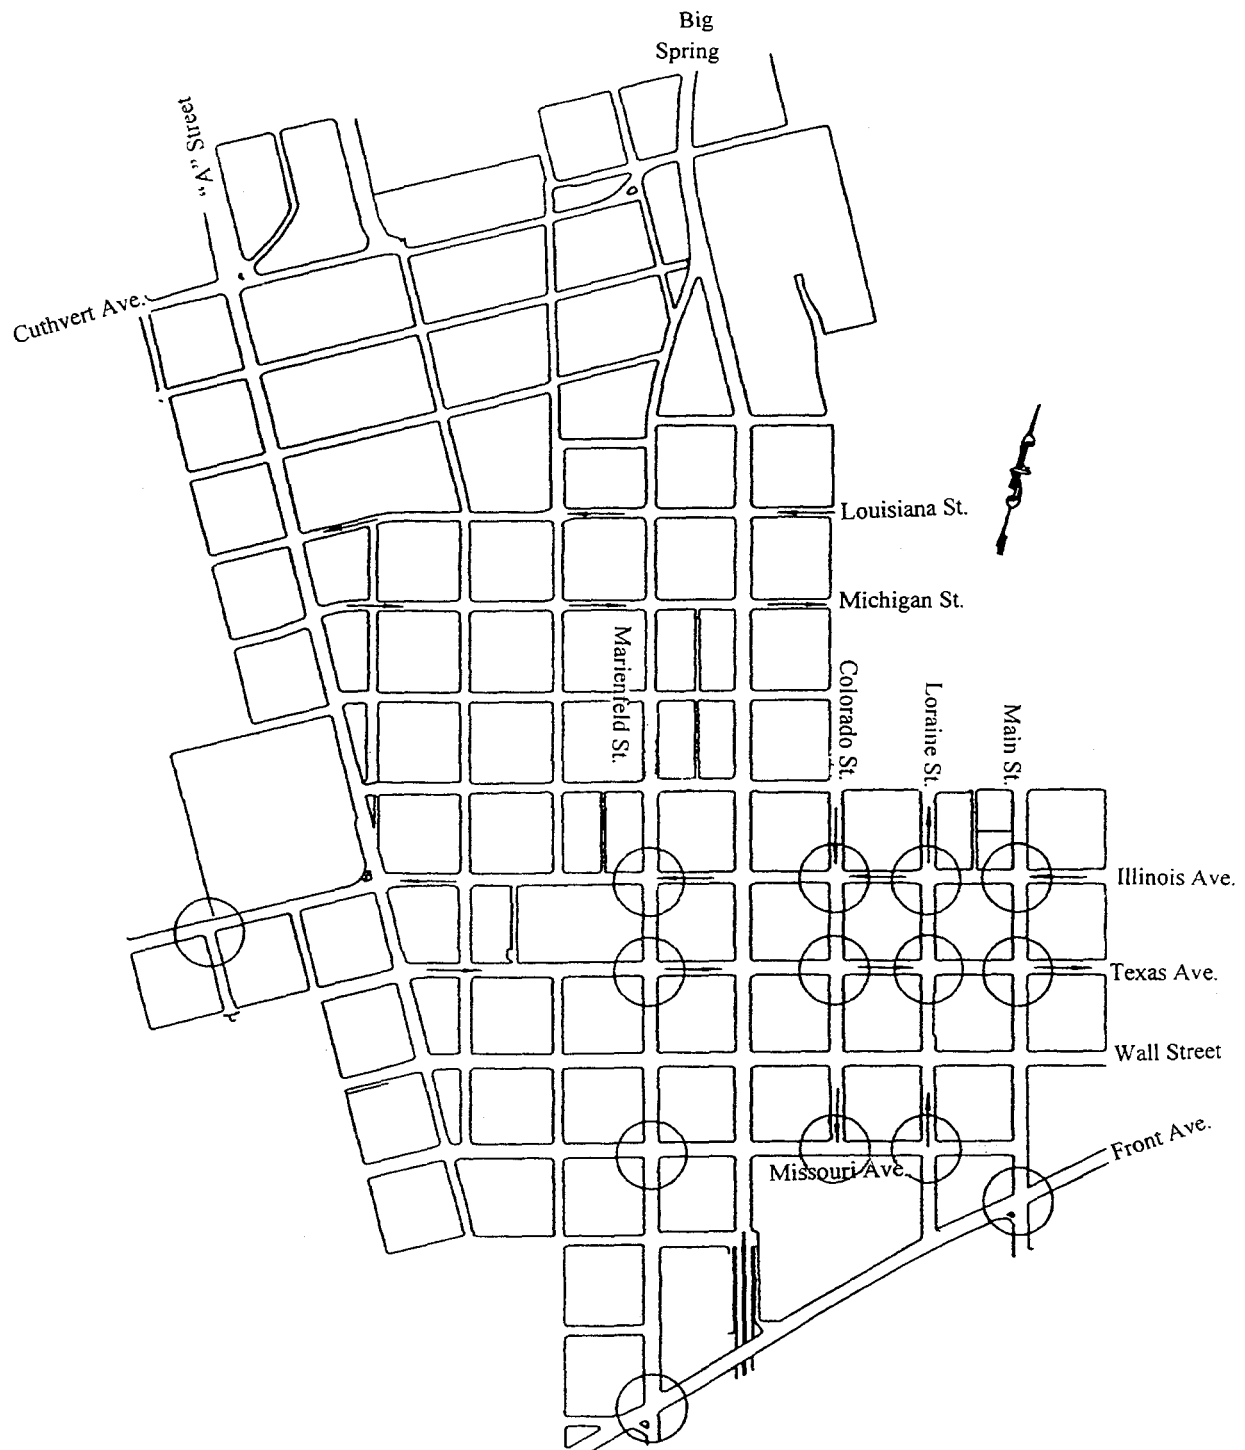 Big
Spring
"A" Street
Cuthvert Ave.
Louisiana St.
Michigan St.
Marienfeld St.
Colorado St.
Loraine St.
Main St.
Illinois Ave.
Texas Ave.
Wall Street
Front Ave.
Missouri Ave.